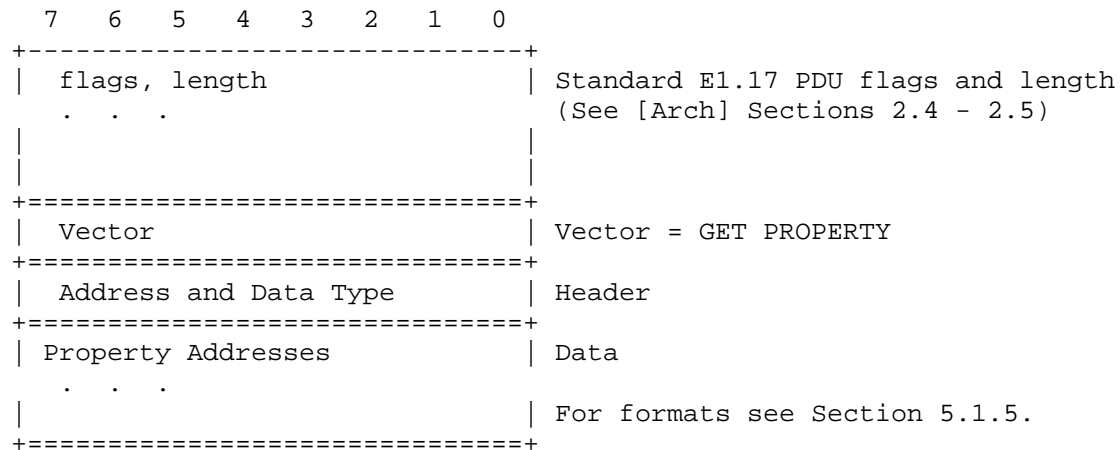 7 6 5 4 3 2 1 0
+-------------------------------+
| flags, length | Standard E1.17 PDU flags and length
. . . (See [Arch] Sections 2.4 - 2.5)
| |
| |
+===============================+
| Vector | Vector = GET PROPERTY
+===============================+
| Address and Data Type | Header
+===============================+
| Property Addresses | Data
. . .
| | For formats see Section 5.1.5.
+===============================+